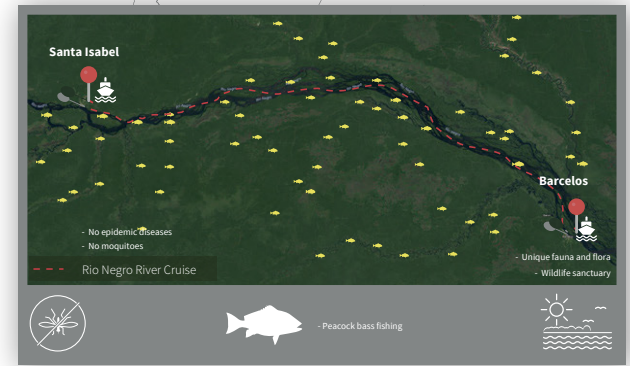 Santa Isabel
Barcelos
- No epidemic diseases
- No moquitoes
Rio Negro River Cruise
- Unique fauna and flora
- Wildlife sanctuary
- Peacock bass fishing